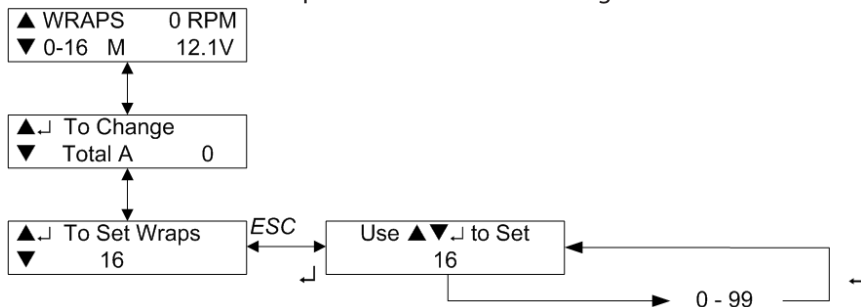 ▲ WRAPS 0 RPM
▼ 0-16 M 12.1V
▲↵ To Change
▼ Total A 0
▲↵ To Set Wraps
▼ 16
ESC
↵
Use ▲▼↵ to Set
16
↵
0 - 99